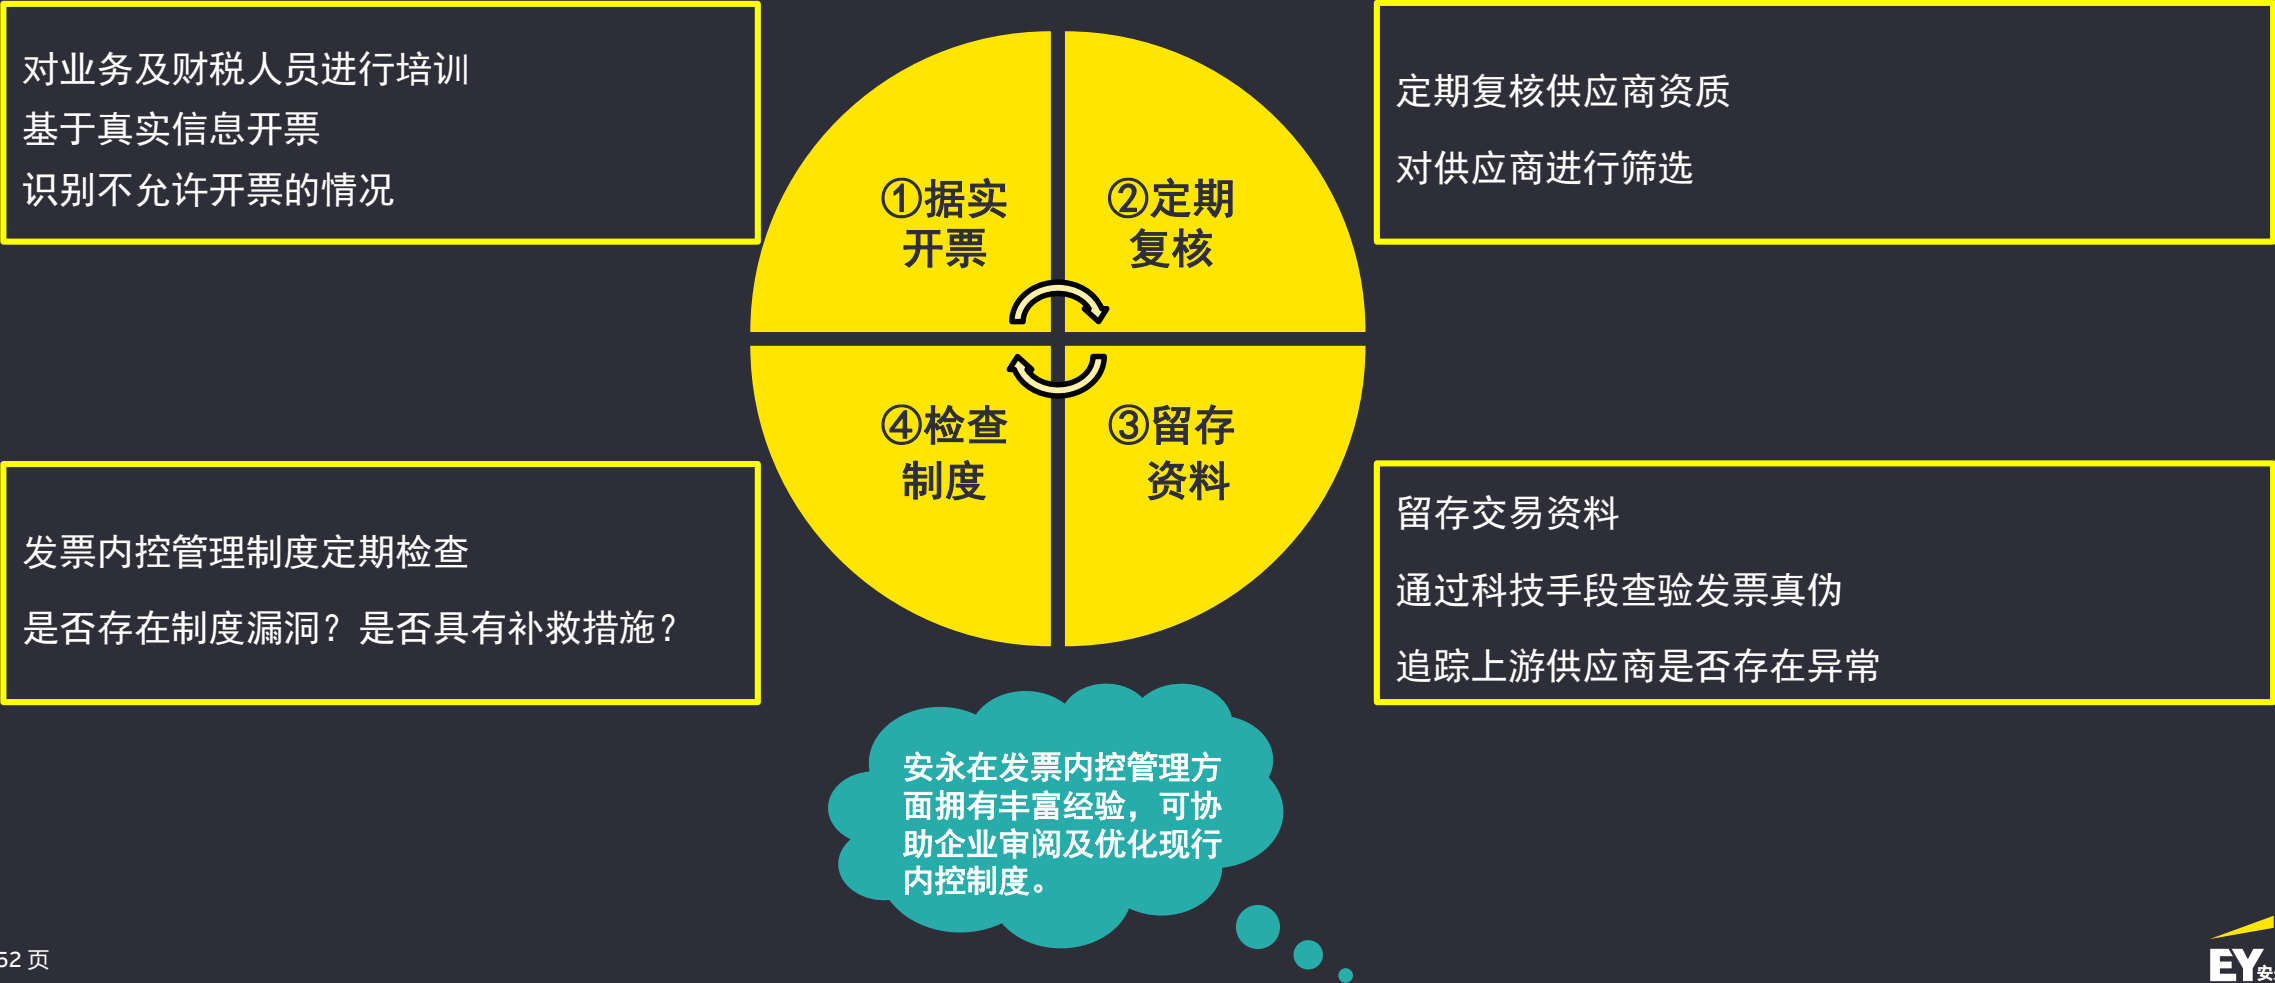 对业务及财税人员进行培训
基于真实信息开票
识别不允许开票的情况
定期复核供应商资质
对供应商进行筛选
①据实
开票
②定期
复核
④检查
制度
③留存
资料
发票内控管理制度定期检查
是否存在制度漏洞？是否具有补救措施？
留存交易资料
通过科技手段查验发票真伪
追踪上游供应商是否存在异常
安永在发票内控管理方
面拥有丰富经验，可协
助企业审阅及优化现行
内控制度。
52 页
EY安